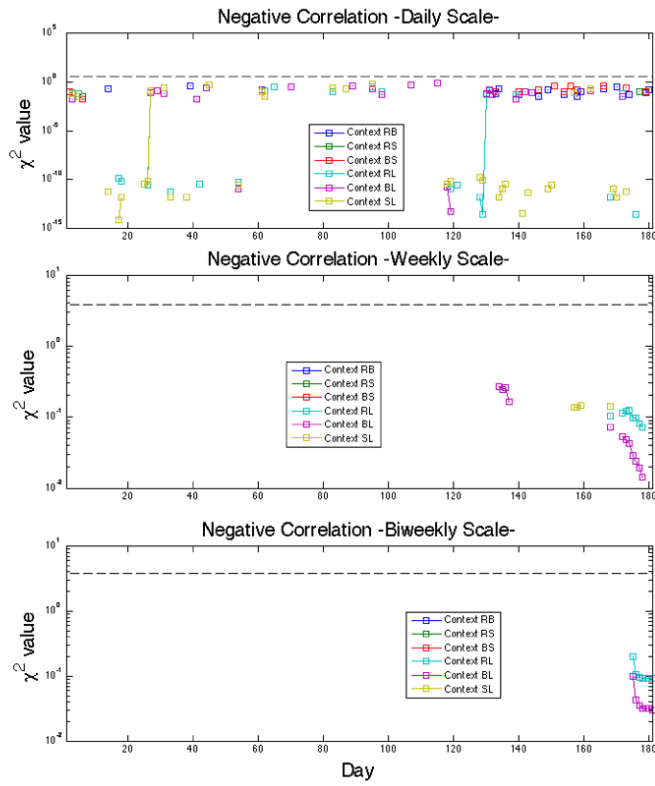 Negative Correlation -Daily Scale-
10^5
10^0
10^-5
10^-10
10^-15
χ^2 value
Context RB
Context RS
Context BS
Context RL
Context BL
Context SL
20 40 60 80 100 120 140 160 180
Negative Correlation -Weekly Scale-
10^1
10^0
10^-1
10^-2
χ^2 value
Context RB
Context RS
Context BS
Context RL
Context BL
Context SL
20 40 60 80 100 120 140 160 180
Negative Correlation -Biweekly Scale-
10^1
10^0
10^-1
10^-2
χ^2 value
Context RB
Context RS
Context BS
Context RL
Context BL
Context SL
0 20 40 60 80 100 120 140 160 180
Day